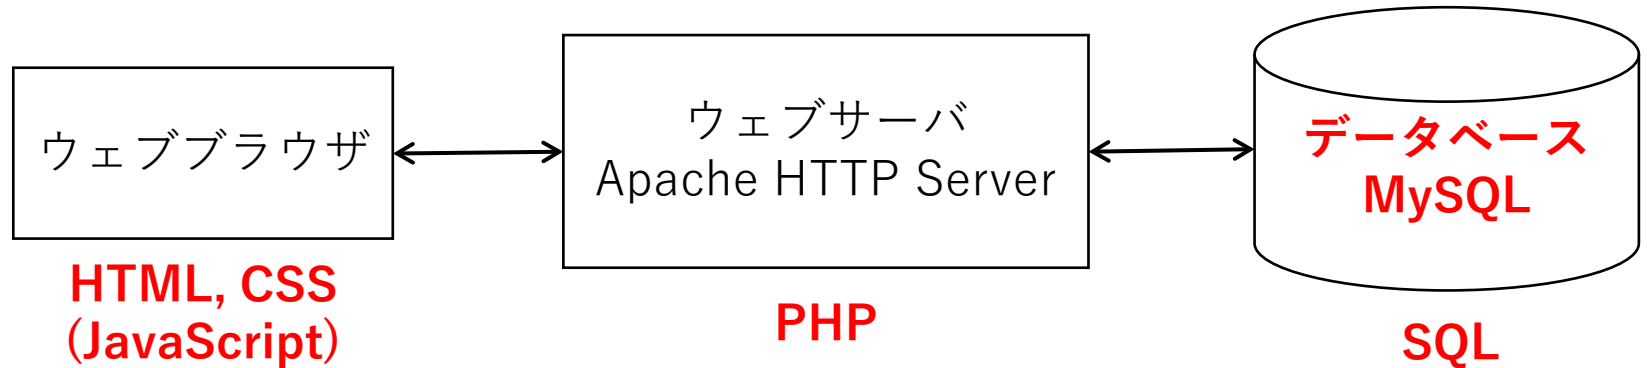 ウェブブラウザ
HTML, CSS
(JavaScript)
ウェブサーバ
Apache HTTP Server
PHP
データベース
MySQL
SQL